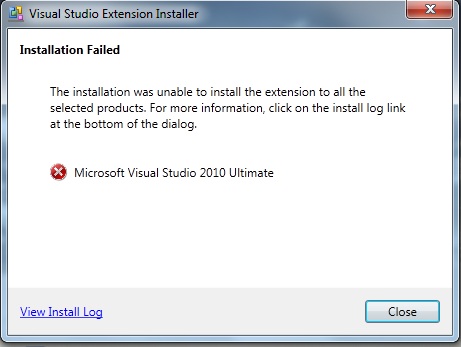 Visual Studio Extension Installer
Installation Failed
The installation was unable to install the extension to all the
selected products. For more information, click on the install log link
at the bottom of the dialog.
Microsoft Visual Studio 2010 Ultimate
View Install Log
Close